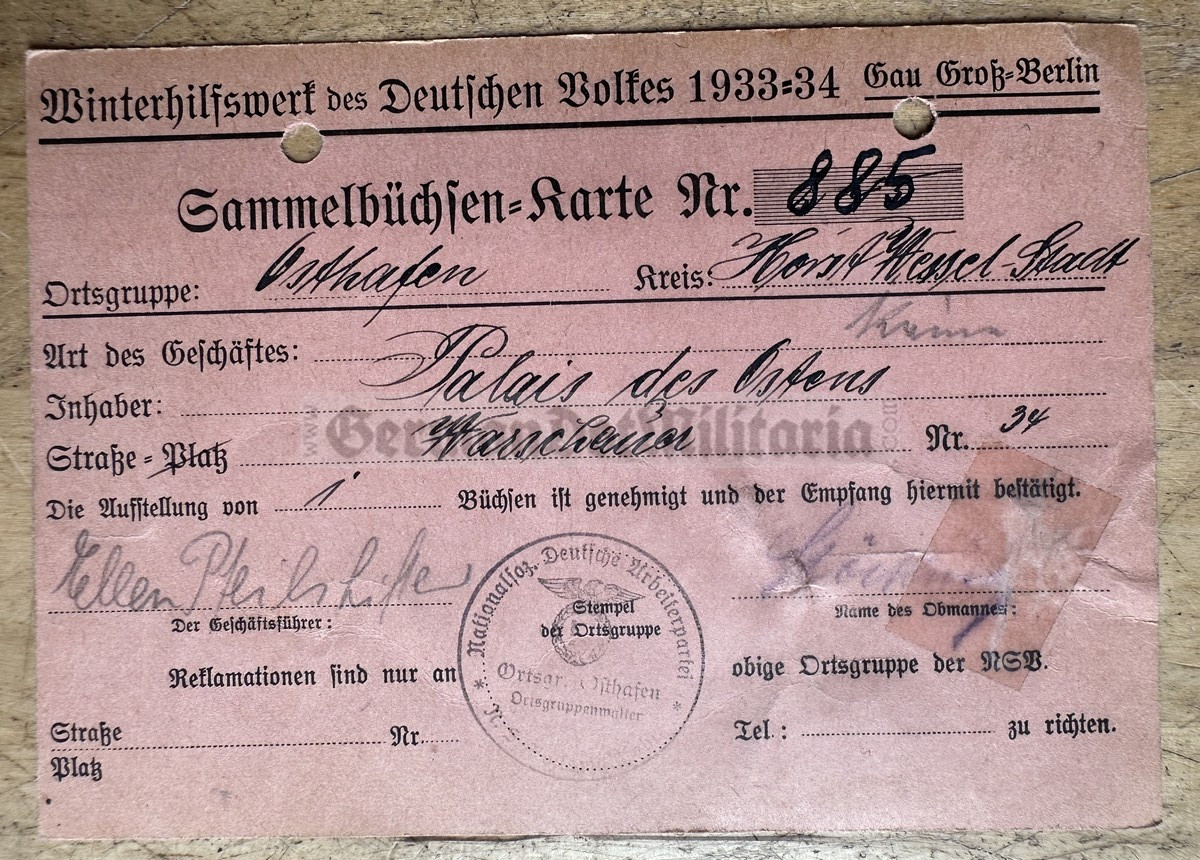 Winterhilfswerk des Deutschen Volkes 1933=34 Gau Groß=Berlin
Sammelbüchsen=Karte Nr. 885
Ortsgruppe: Osthafen Kreis: Horst Wessel-Stadt
Art des Geschäftes:
Inhaber: Palais des Ostens
Straße=Platz Warschauer Nr. 34
Die Aufstellung von 1 Büchsen ist genehmigt und der Empfang hiermit bestätigt.
Ellen
Der Geschäftsführer: Name des Obmannes:
Nationalsoz. Deutsche Arbeiterpartei
Stempel
der Ortsgruppe
Ortsgr. Osthafen
Ortsgruppenwalter
Reklamationen sind nur an obige Ortsgruppe der NSV.
Straße Nr. Tel.: zu richten.
Platz